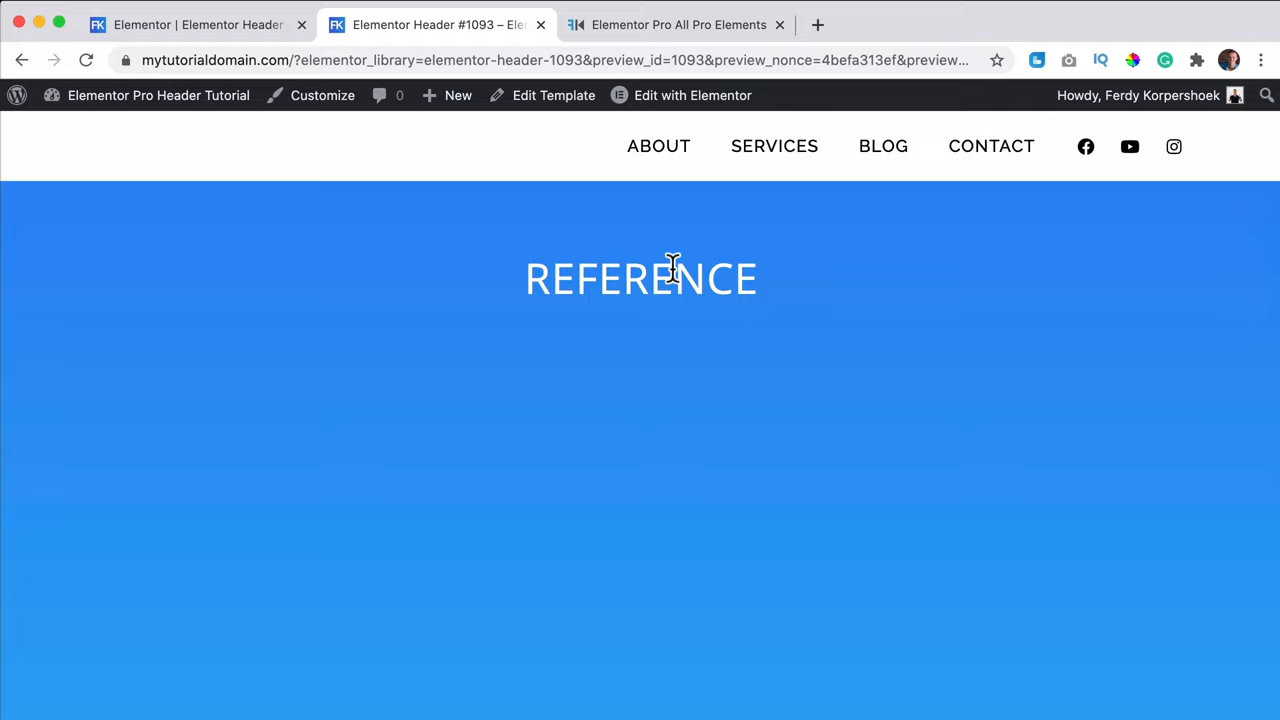 FK Elementor | Elementor Header
FK Elementor Header #1093 – Ele
Elementor Pro All Pro Elements
mytutorialdomain.com/?elementor_library=elementor-header-1093&preview_id=1093&preview_nonce=4befa313ef&preview...
Elementor Pro Header Tutorial Customize 0 New Edit Template Edit with Elementor Howdy, Ferdy Korpershoek
ABOUT SERVICES BLOG CONTACT
REFERENCE